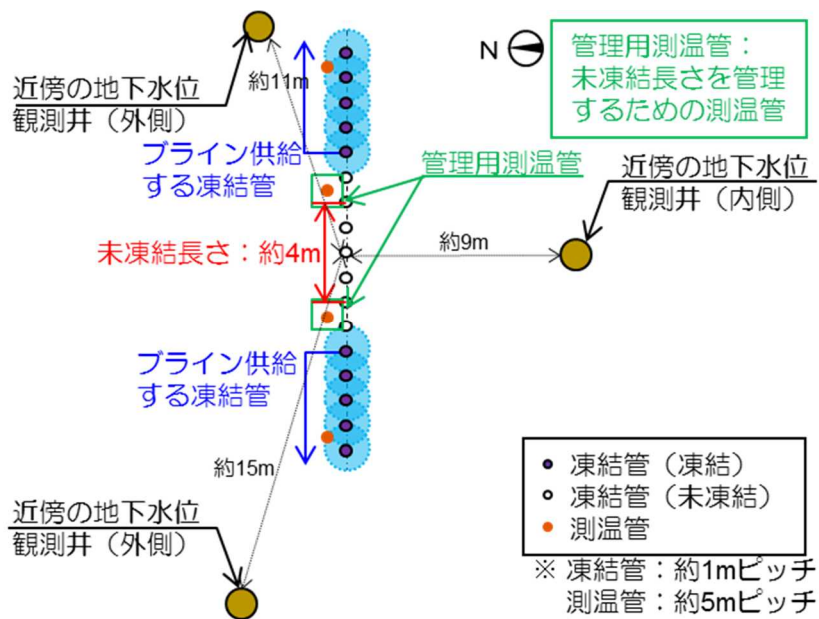 N
管理用測温管：
未凍結長さを管理
するための測温管
近傍の地下水位
観測井（外側）
約11m
ブライン供給
する凍結管
管理用測温管
近傍の地下水位
観測井（内側）
未凍結長さ：約4m
約9m
ブライン供給
する凍結管
約15m
近傍の地下水位
観測井（外側）
凍結管（凍結）
凍結管（未凍結）
測温管
※ 凍結管：約1mピッチ
測温管：約5mピッチ